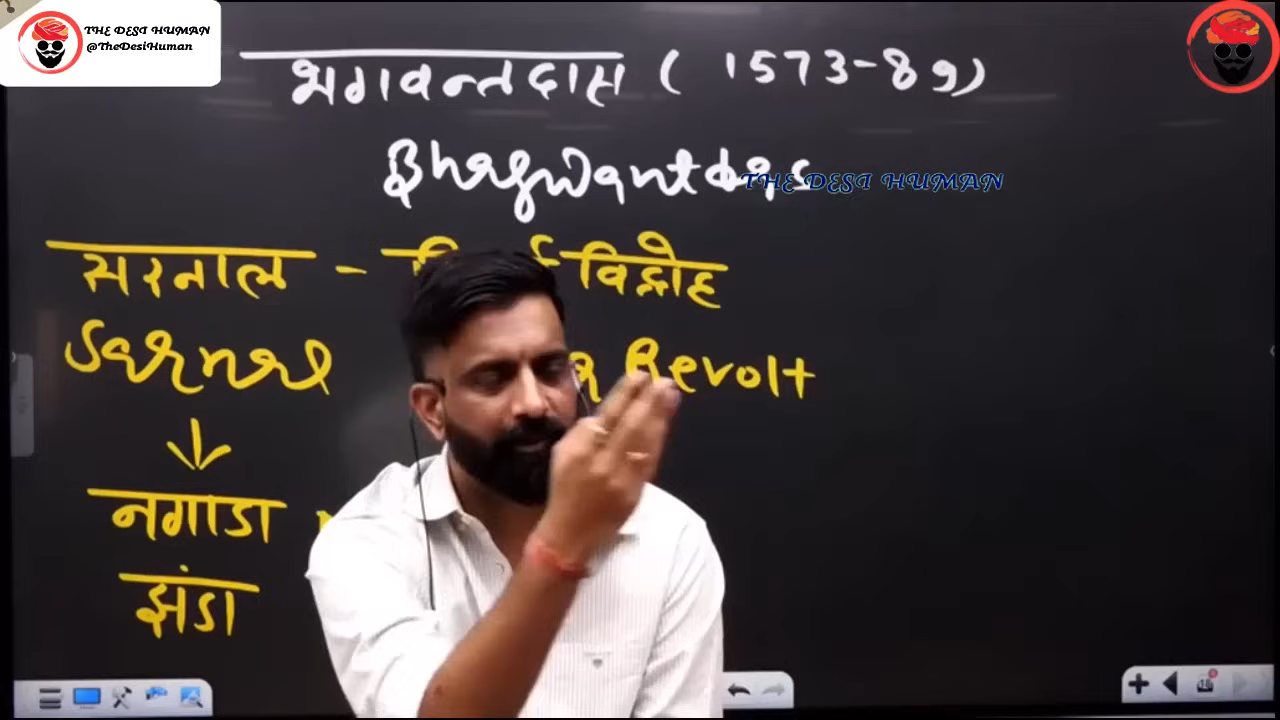 THE DESI HUMAN
@TheDesiHuman
भगवन्तदास ( 1573-89)
Bhagwantdas
THE DESI HUMAN
सरनाल - विद्रोह
Sarnal Revolt
नगाडा
झंडा